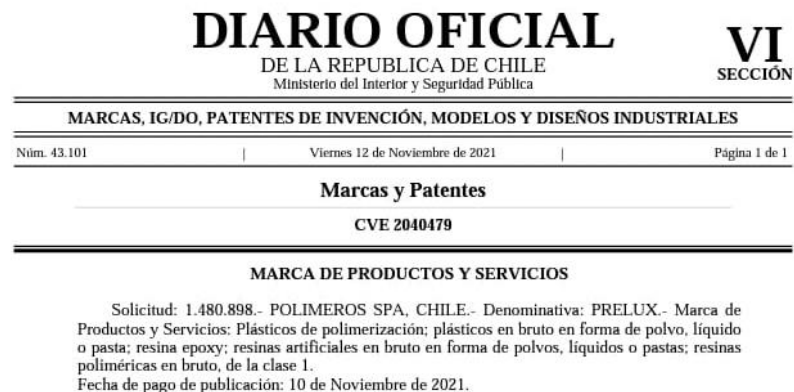 DIARIO OFICIAL
DE LA REPUBLICA DE CHILE
Ministerio del Interior y Seguridad Pública
VI
SECCIÓN
MARCAS, IG/DO, PATENTES DE INVENCIÓN, MODELOS Y DISEÑOS INDUSTRIALES
Núm. 43.101 | Viernes 12 de Noviembre de 2021 | Página 1 de 1
Marcas y Patentes
CVE 2040479
MARCA DE PRODUCTOS Y SERVICIOS
Solicitud: 1.480.898.- POLIMEROS SPA, CHILE.- Denominativa: PRELUX.- Marca de
Productos y Servicios: Plásticos de polimerización; plásticos en bruto en forma de polvo, líquido
o pasta; resina epoxy; resinas artificiales en bruto en forma de polvos, líquidos o pastas; resinas
poliméricas en bruto, de la clase 1.
Fecha de pago de publicación: 10 de Noviembre de 2021.